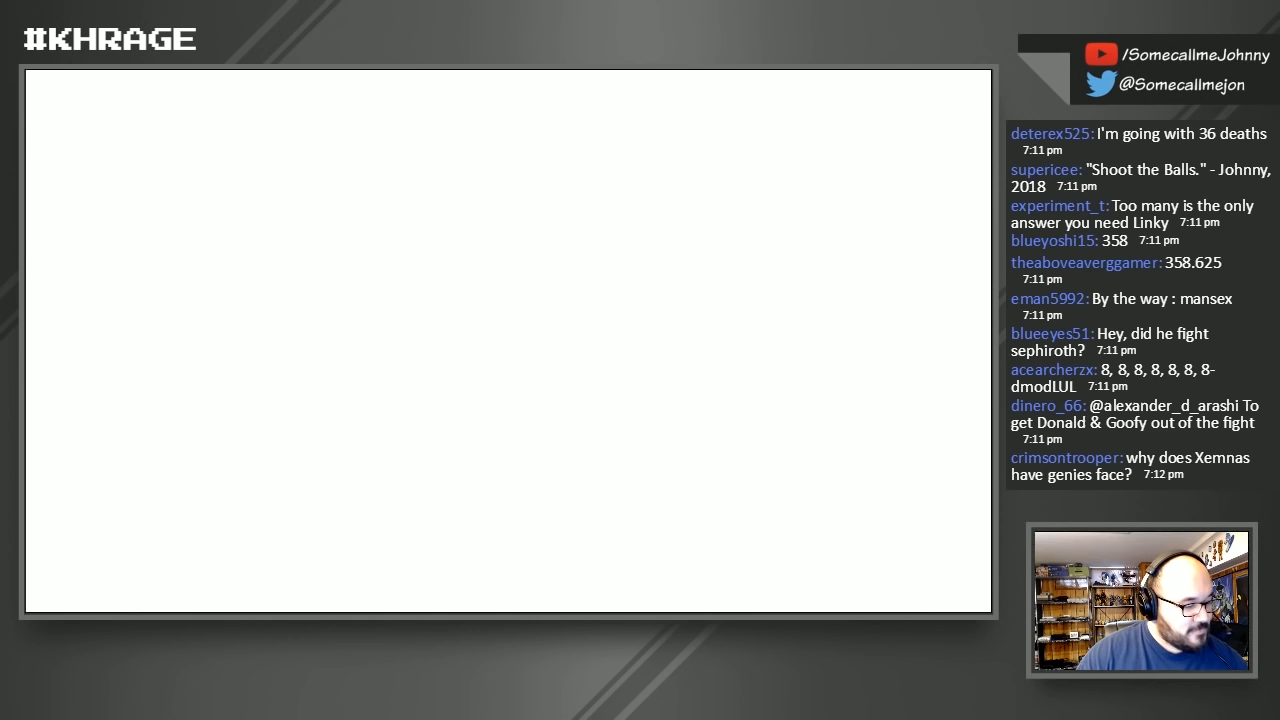 #KHRAGE
/SomecallmeJohnny
@Somecallmejon
deterex525: I'm going with 36 deaths
7:11 pm
supericee: "Shoot the Balls." - Johnny,
2018 7:11 pm
experiment_t: Too many is the only
answer you need Linky 7:11 pm
blueyoshi15: 358 7:11 pm
theaboveaverggamer: 358.625
7:11 pm
eman5992: By the way : mansex
7:11 pm
blueeyes51: Hey, did he fight
sephiroth? 7:11 pm
acearcherzx: 8, 8, 8, 8, 8, 8, 8-
dmodLUL 7:11 pm
dinero_66: @alexander_d_arashi To
get Donald & Goofy out of the fight
7:11 pm
crimsontrooper: why does Xemnas
have genies face? 7:12 pm